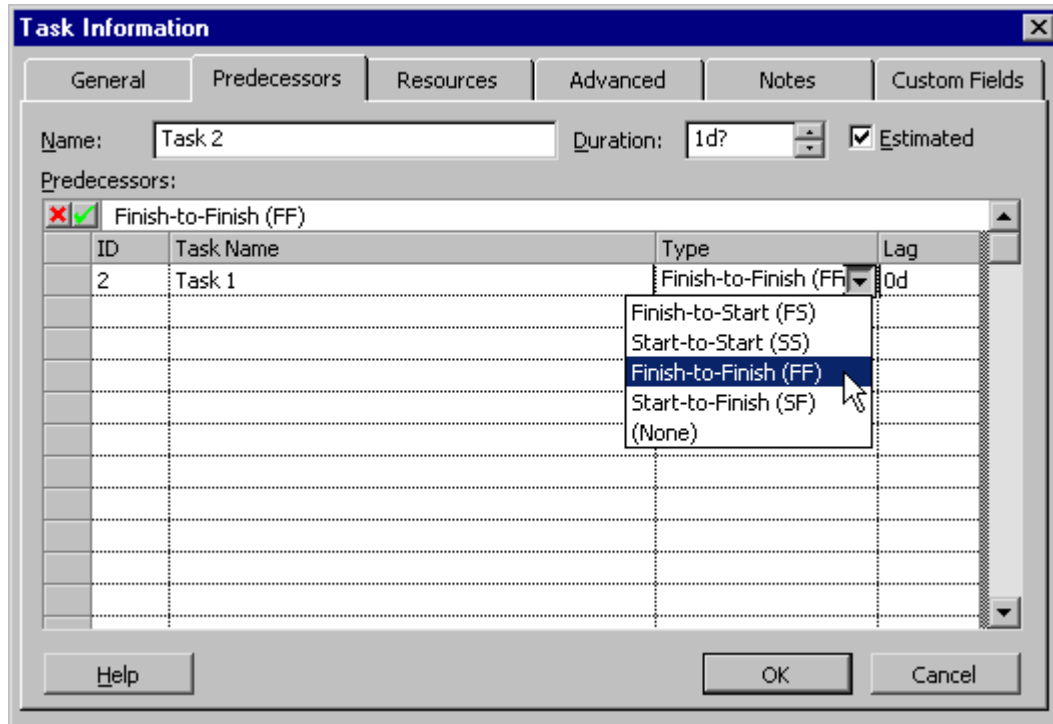 Task Information
General Predecessors Resources Advanced Notes Custom Fields
Name: Task 2 Duration: 1d? Estimated
Predecessors:
Finish-to-Finish (FF)
ID Task Name Type Lag
2 Task 1 Finish-to-Finish (FF 0d
Finish-to-Start (FS)
Start-to-Start (SS)
Finish-to-Finish (FF)
Start-to-Finish (SF)
(None)
Help OK Cancel